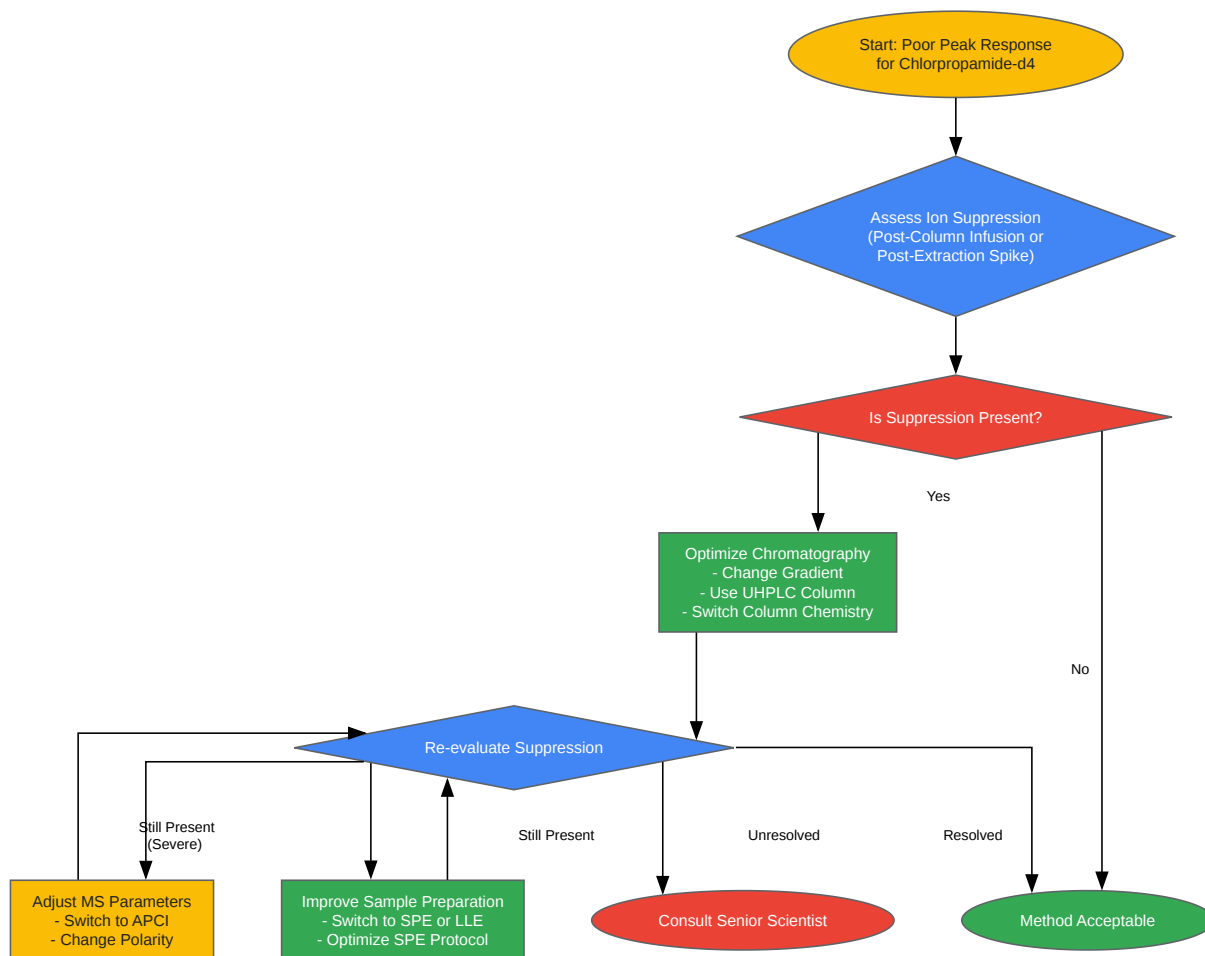 Start: Poor Peak Response
for Chlorpropamide-d4
Assess Ion Suppression
(Post-Column Infusion or
Post-Extraction Spike)
Is Suppression Present?
Yes
Optimize Chromatography
- Change Gradient
- Use UHPLC Column
- Switch Column Chemistry
No
Re-evaluate Suppression
Still Present
(Severe)
Still Present
Unresolved
Resolved
Adjust MS Parameters
- Switch to APCI
- Change Polarity
Improve Sample Preparation
- Switch to SPE or LLE
- Optimize SPE Protocol
Consult Senior Scientist
Method Acceptable